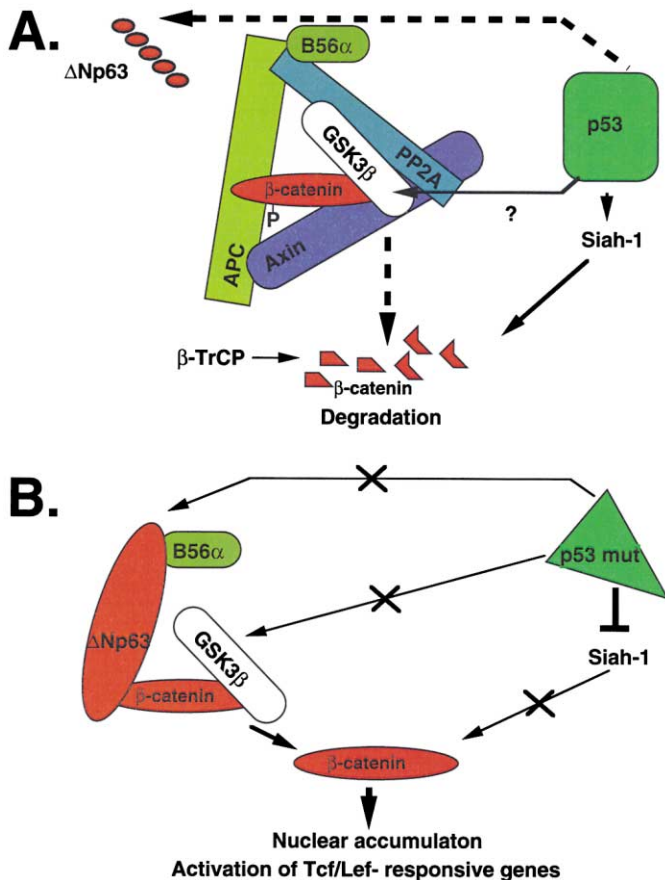 A.
B56α
ΔNp63
p53
GSK3β
PP2A
β-catenin
P
?
Axin
APC
Siah-1
β-TrCP
β-catenin
Degradation
B.
B56α
p53 mut
ΔNp63
GSK3β
Siah-1
β-catenin
β-catenin
Nuclear accumulaton
Activation of Tcf/Lef- responsive genes